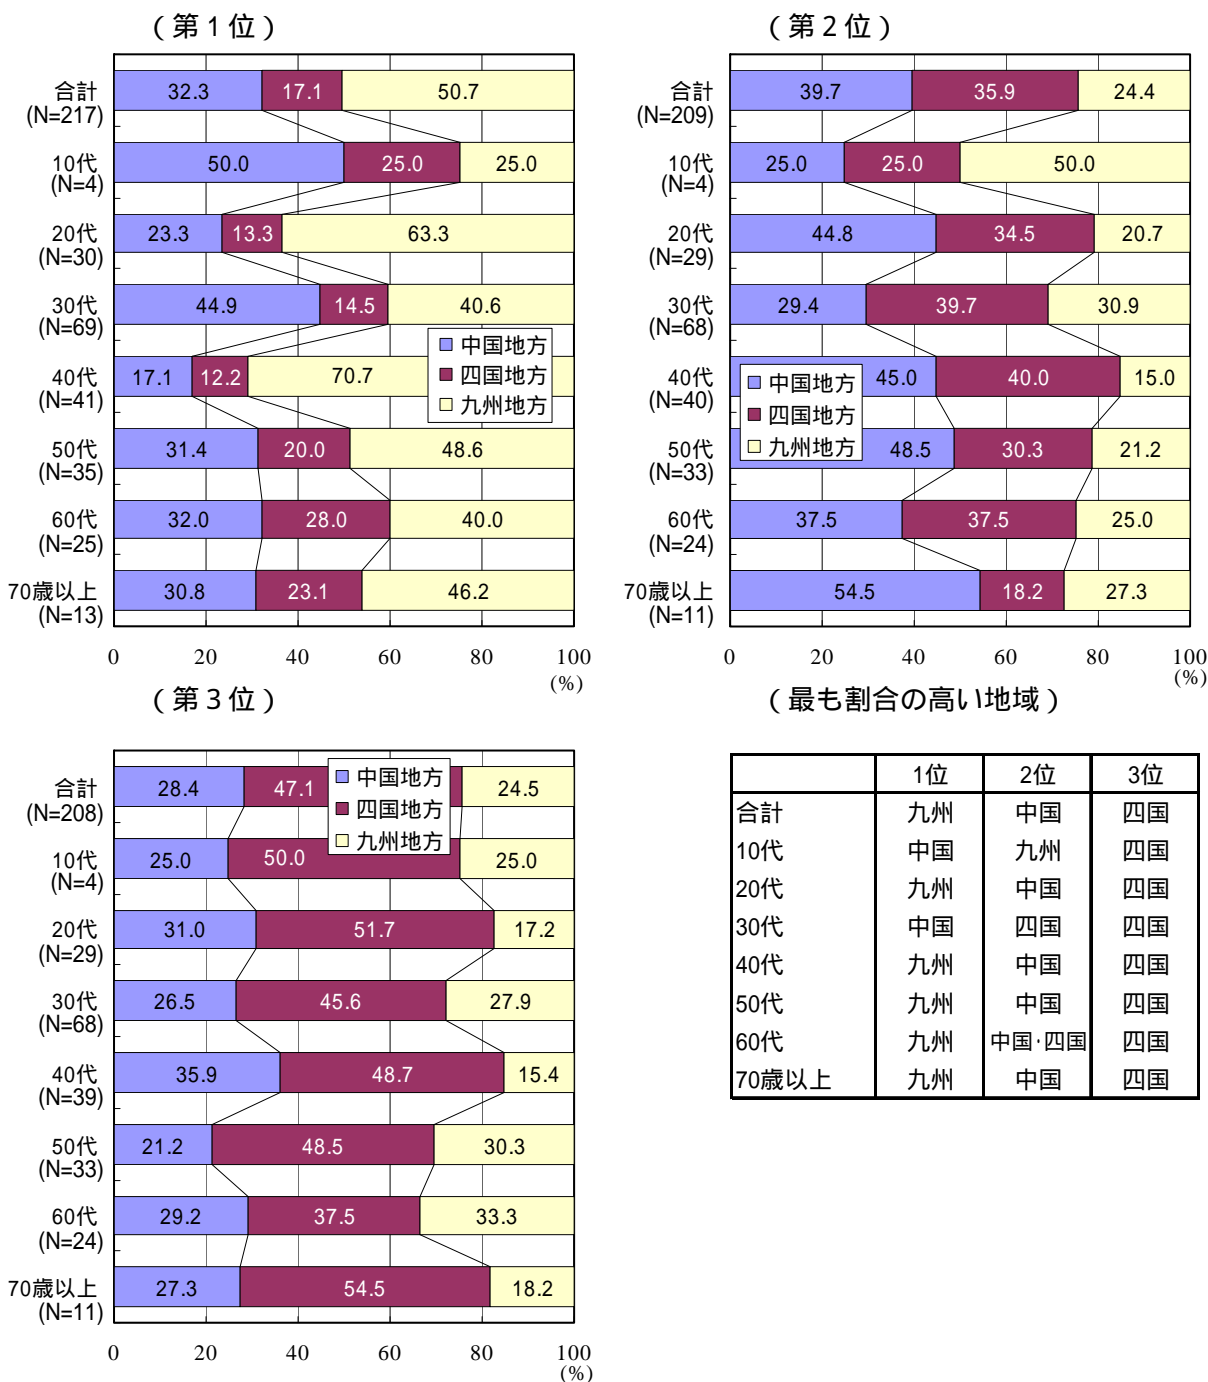 （第１位）
合計 32.3 17.1 50.7
(N=217)
10代 50.0 25.0 25.0
(N=4)
20代 23.3 13.3 63.3
(N=30)
30代 44.9 14.5 40.6
(N=69)
中国地方
四国地方
九州地方
40代 17.1 12.2 70.7
(N=41)
50代 31.4 20.0 48.6
(N=35)
60代 32.0 28.0 40.0
(N=25)
70歳以上 30.8 23.1 46.2
(N=13)
0 20 40 60 80 100
(%)
（第２位）
合計 39.7 35.9 24.4
(N=209)
10代 25.0 25.0 50.0
(N=4)
20代 44.8 34.5 20.7
(N=29)
30代 29.4 39.7 30.9
(N=68)
40代 45.0 40.0 15.0
(N=40)
中国地方
四国地方
九州地方
50代 48.5 30.3 21.2
(N=33)
60代 37.5 37.5 25.0
(N=24)
70歳以上 54.5 18.2 27.3
(N=11)
0 20 40 60 80 100
(%)
（第３位）
中国地方
四国地方
九州地方
合計 28.4 47.1 24.5
(N=208)
10代 25.0 50.0 25.0
(N=4)
20代 31.0 51.7 17.2
(N=29)
30代 26.5 45.6 27.9
(N=68)
40代 35.9 48.7 15.4
(N=39)
50代 21.2 48.5 30.3
(N=33)
60代 29.2 37.5 33.3
(N=24)
70歳以上 27.3 54.5 18.2
(N=11)
0 20 40 60 80 100
(%)
（最も割合の高い地域）
1位 2位 3位
合計 九州 中国 四国
10代 中国 九州 四国
20代 九州 中国 四国
30代 中国 四国 四国
40代 九州 中国 四国
50代 九州 中国 四国
60代 九州 中国・四国 四国
70歳以上 九州 中国 四国